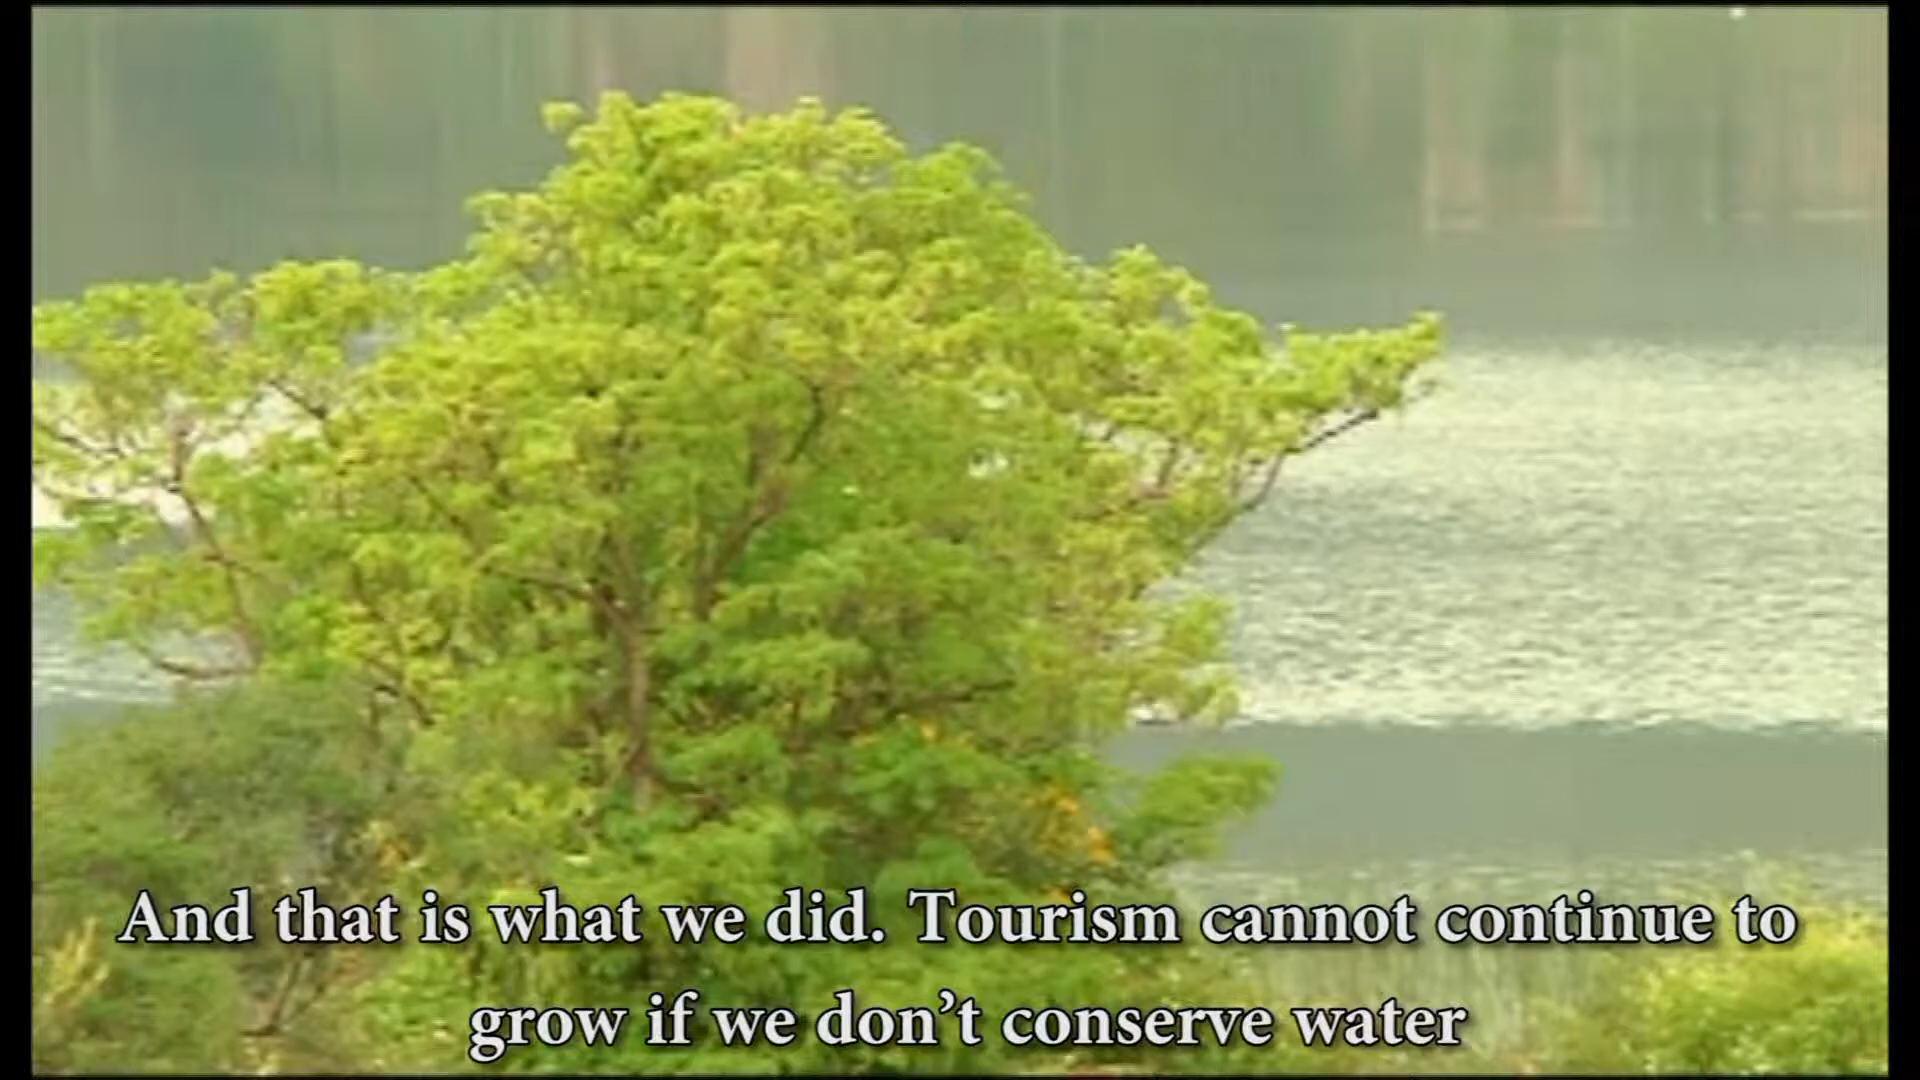 And that is what we did. Tourism cannot continue to
grow if we don’t conserve water